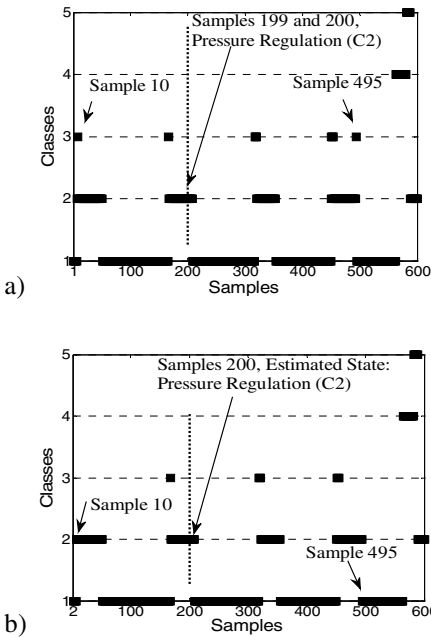 5
Samples 199 and 200,
Pressure Regulation (C2)
4
Sample 10
Sample 495
3
Classes
2
1
1 100 200 300 400 500 600
Samples
a)
5
Samples 200, Estimated State:
Pressure Regulation (C2)
4
3
Classes
Sample 10
2
Sample 495
1
2 100 200 300 400 500 600
Samples
b)